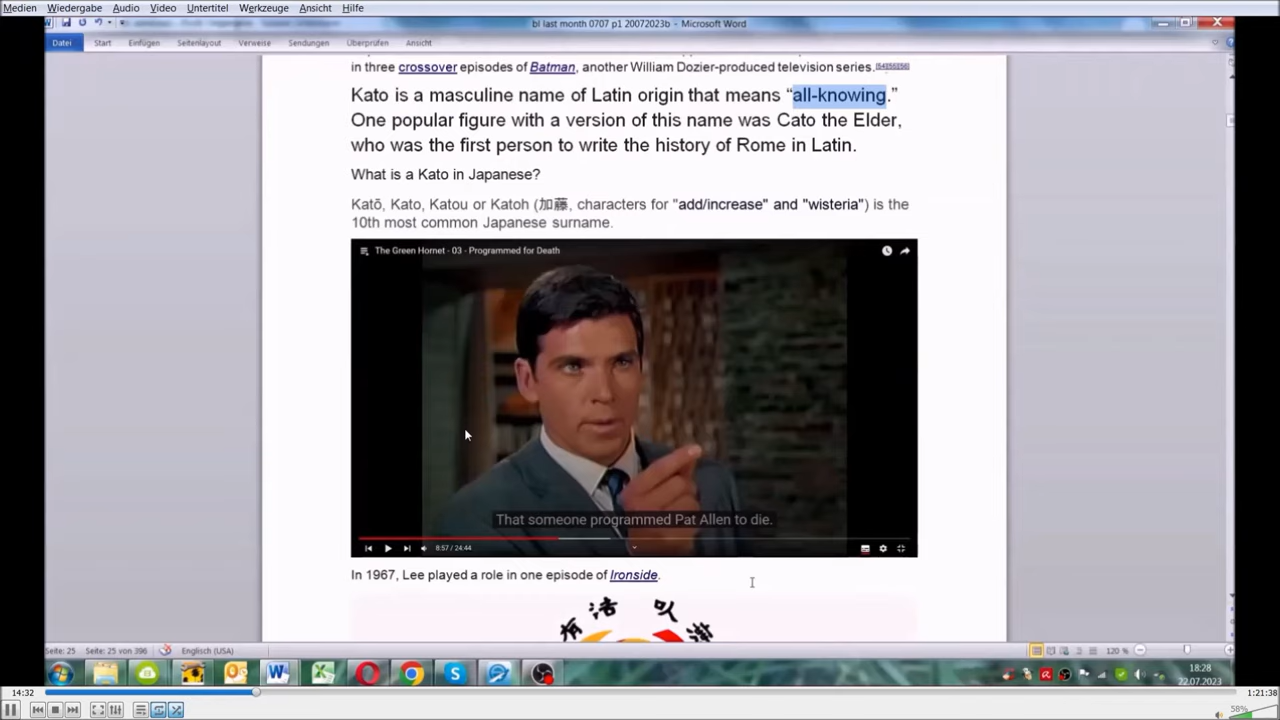 Medien Wiedergabe Audio Video Untertitel Werkzeuge Ansicht Hilfe
bl last month 0707 p1 20072023b - Microsoft Word
Datei Start Einfügen Seitenlayout Verweise Sendungen Überprüfen Ansicht
in three crossover episodes of Batman, another William Dozier-produced television series.
Kato is a masculine name of Latin origin that means “all-knowing.”
One popular figure with a version of this name was Cato the Elder,
who was the first person to write the history of Rome in Latin.
What is a Kato in Japanese?
Katō, Kato, Katou or Katoh (加藤, characters for "add/increase" and "wisteria") is the
10th most common Japanese surname.
The Green Hornet - 03 - Programmed for Death
That someone programmed Pat Allen to die.
8:57 / 24:44
In 1967, Lee played a role in one episode of Ironside.
Seite: 25 Seite: 25 von 396 Englisch (USA) 120 %
18:28
22.07.2023
14:32 1:21:38
58%